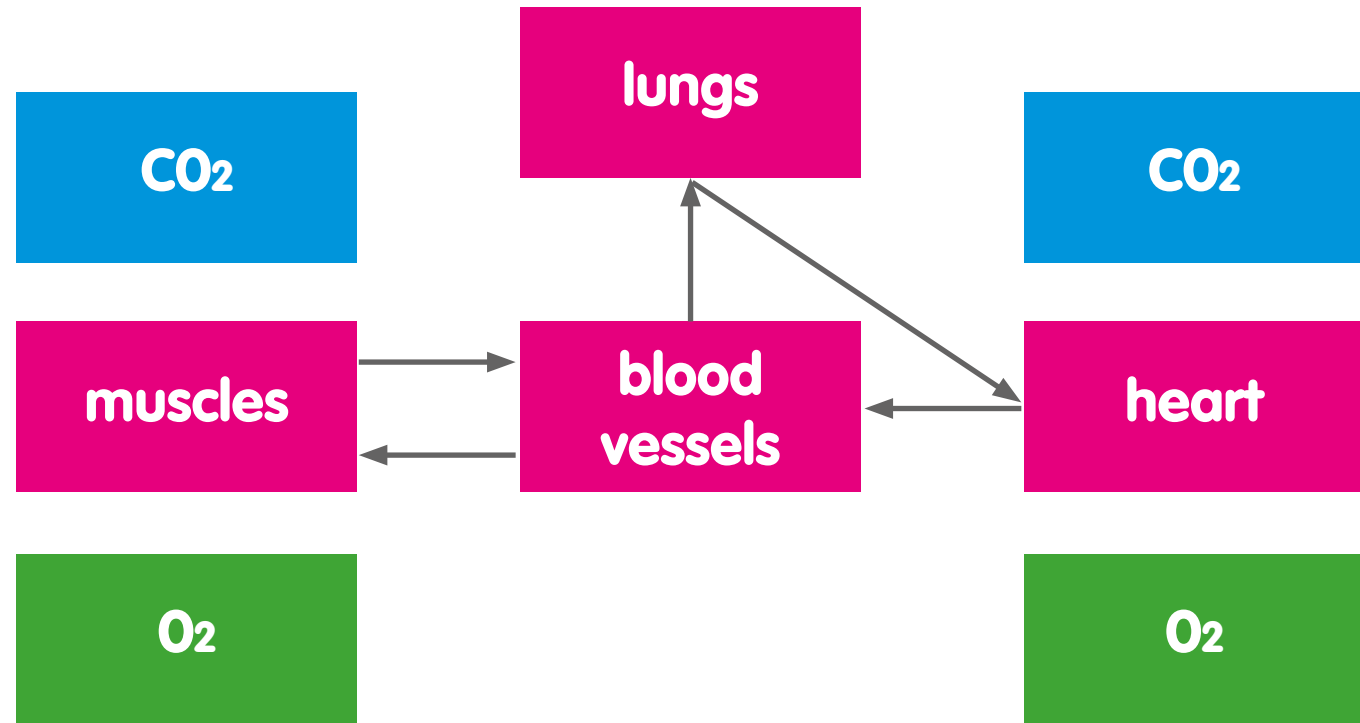 lungs
CO₂
CO₂
muscles
blood
vessels
heart
O₂
O₂